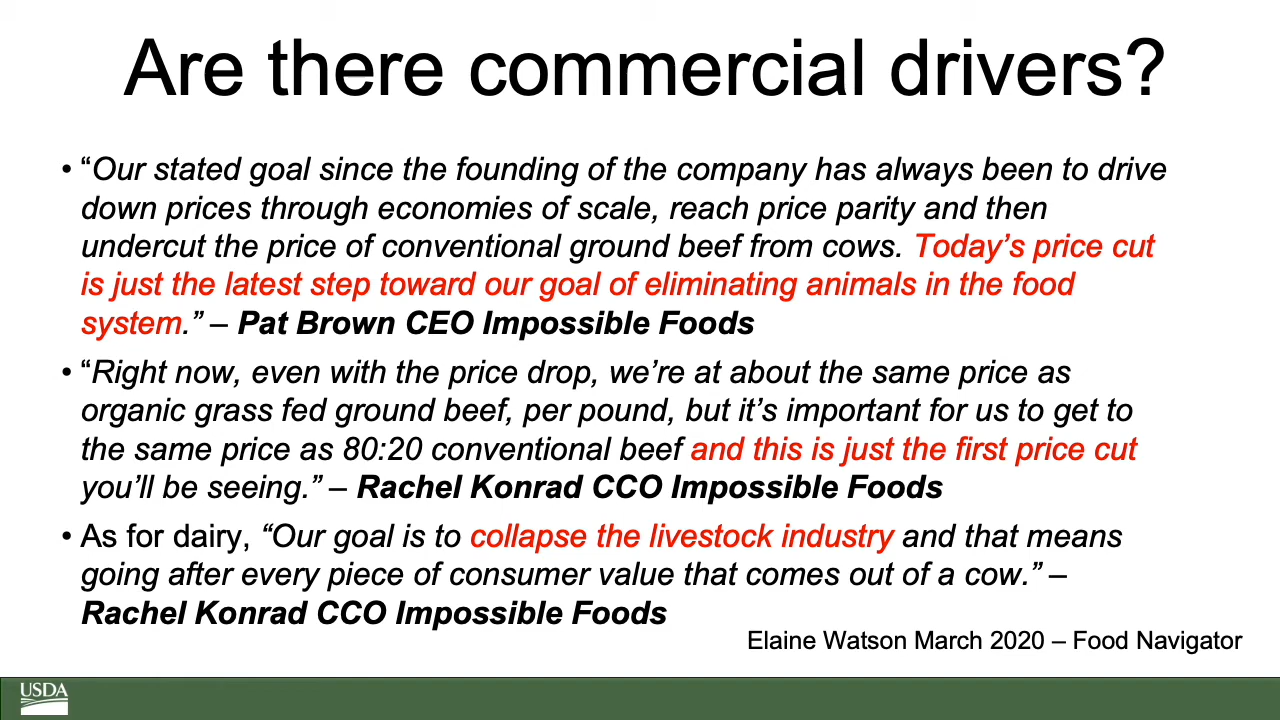 Are there commercial drivers?
• “Our stated goal since the founding of the company has always been to drive
down prices through economies of scale, reach price parity and then
undercut the price of conventional ground beef from cows. Today’s price cut
is just the latest step toward our goal of eliminating animals in the food
system.” – Pat Brown CEO Impossible Foods
• “Right now, even with the price drop, we’re at about the same price as
organic grass fed ground beef, per pound, but it’s important for us to get to
the same price as 80:20 conventional beef and this is just the first price cut
you’ll be seeing.” – Rachel Konrad CCO Impossible Foods
• As for dairy, “Our goal is to collapse the livestock industry and that means
going after every piece of consumer value that comes out of a cow.” –
Rachel Konrad CCO Impossible Foods
Elaine Watson March 2020 – Food Navigator
USDA